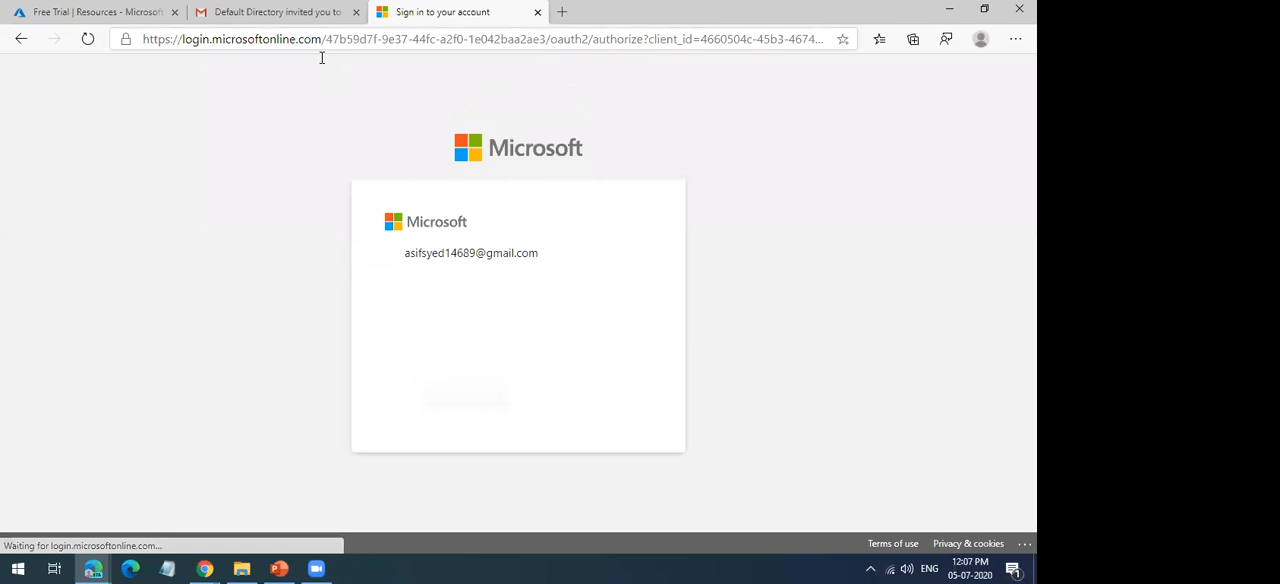 Free Trial | Resources - Microsoft
Default Directory invited you to
Sign in to your account
https://login.microsoftonline.com/47b59d7f-9e37-44fc-a2f0-1e042baa2ae3/oauth2/authorize?client_id=4660504c-45b3-4674...
Microsoft
Microsoft
asifsyed14689@gmail.com
Waiting for login.microsoftonline.com...
Terms of use
Privacy & cookies
...
ENG
12:07 PM
05-07-2020
1